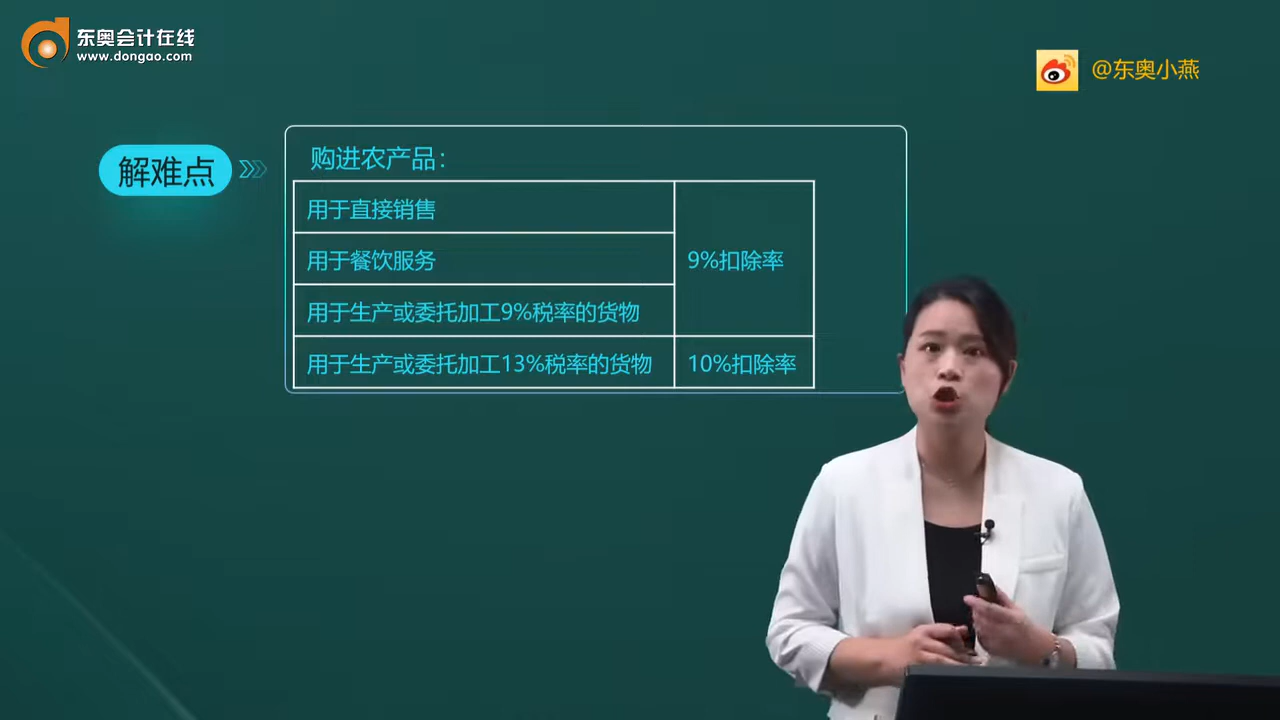 东奥会计在线
www.dongao.com
@东奥小燕
解难点
购进农产品：
用于直接销售
用于餐饮服务
9%扣除率
用于生产或委托加工9%税率的货物
用于生产或委托加工13%税率的货物
10%扣除率